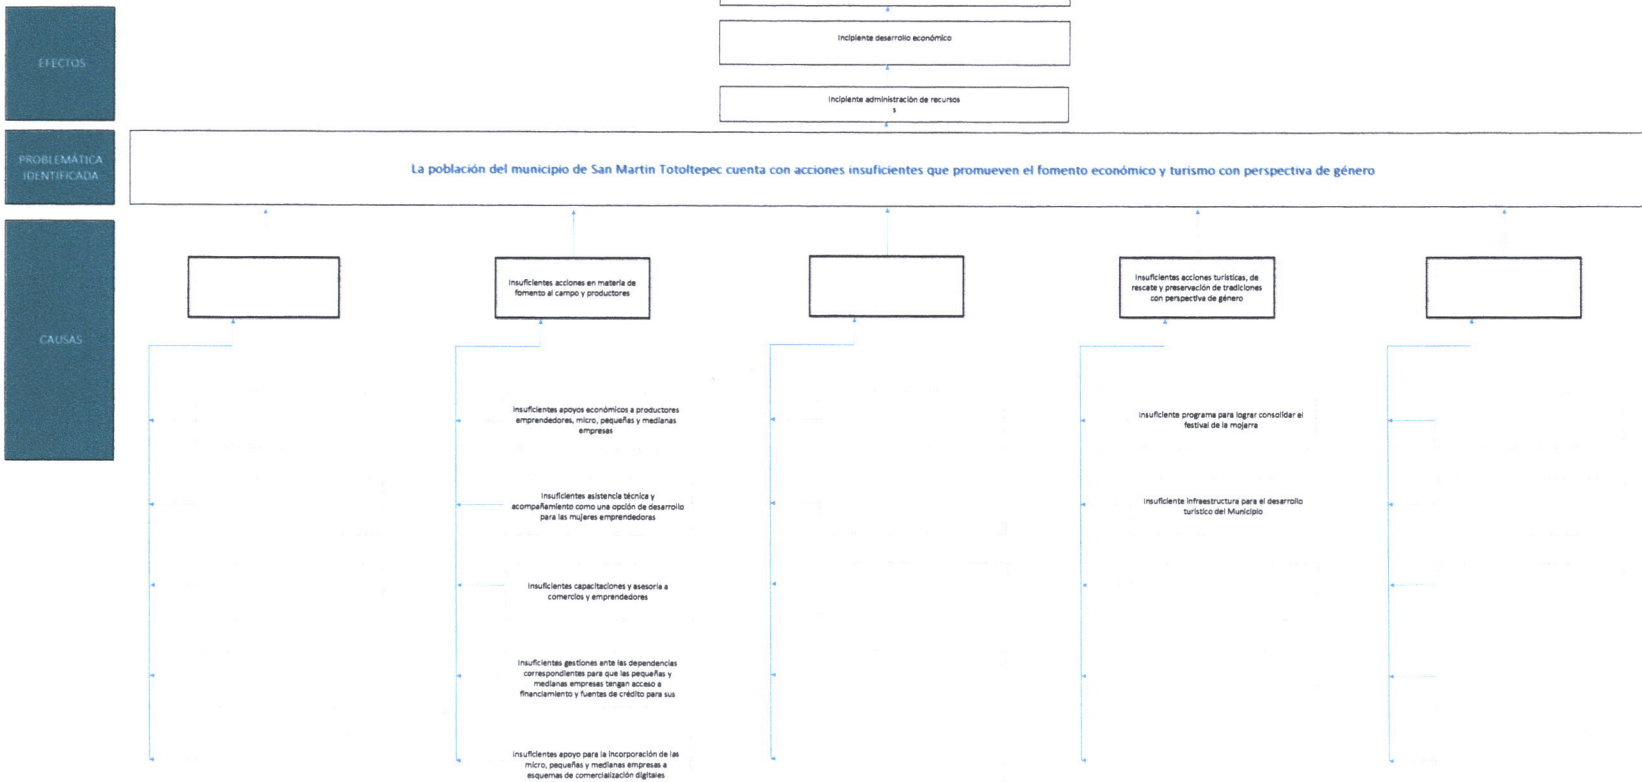 EFECTOS
Incipiente desarrollo económico
Incipiente administración de recursos
s
PROBLEMÁTICA
IDENTIFICADA
La población del municipio de San Martin Totoltepec cuenta con acciones insuficientes que promueven el fomento económico y turismo con perspectiva de género
CAUSAS
Insuficientes acciones en materia de
fomento al campo y productores
Insuficientes apoyos económicos a productores
emprendedores, micro, pequeñas y medianas
empresas
Insuficientes asistencia técnica y
acompañamiento como una opción de desarrollo
para las mujeres emprendedores
Insuficientes capacitaciones y asesoría a
comercios y emprendedores
Insuficientes gestiones ante las dependencias
correspondientes para que las pequeñas y
medianas empresas tengan acceso a
financiamiento y fuentes de crédito para sus
Insuficientes apoyo para la incorporación de las
micro, pequeñas y medianas empresas a
esquemas de comercialización digitales
Insuficientes acciones turísticas, de
rescate y preservación de tradiciones
con perspectiva de género
Insuficiente programa para lograr consolidar el
festival de la mojarra
Insuficiente infraestructura para el desarrollo
turístico del Municipio